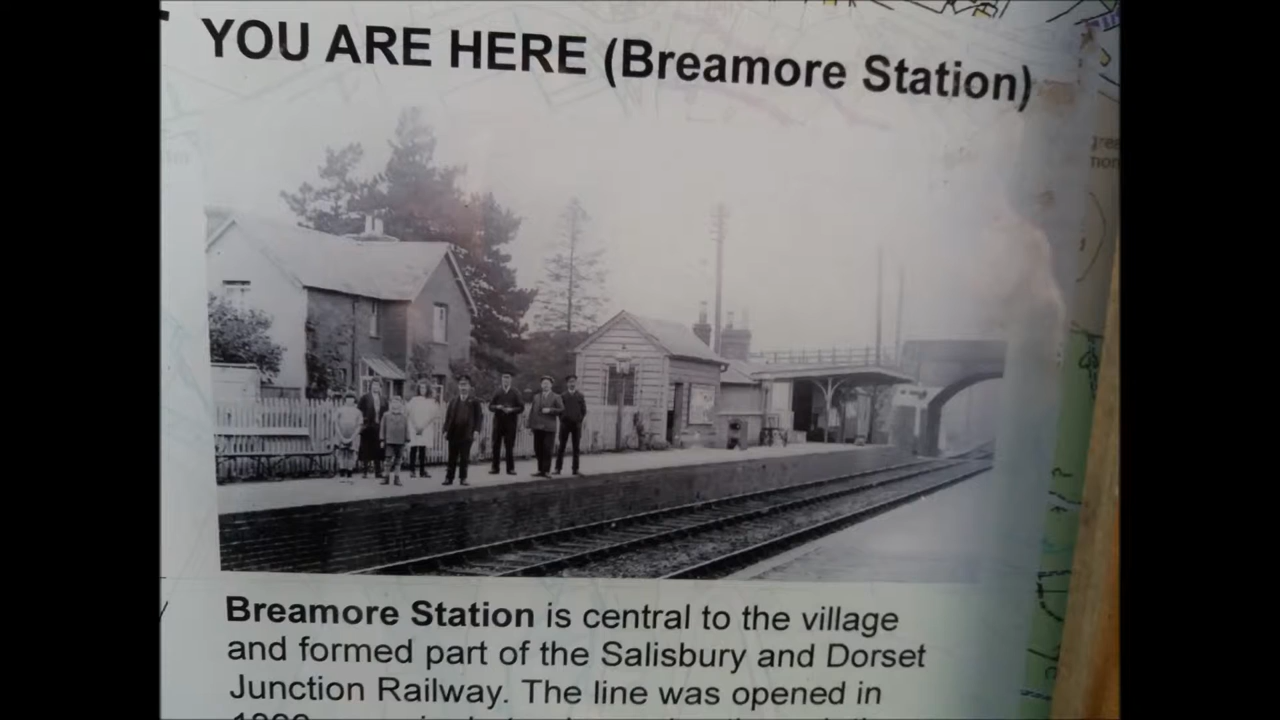 YOU ARE HERE (Breamore Station)
Breamore Station is central to the village
and formed part of the Salisbury and Dorset
Junction Railway. The line was opened in